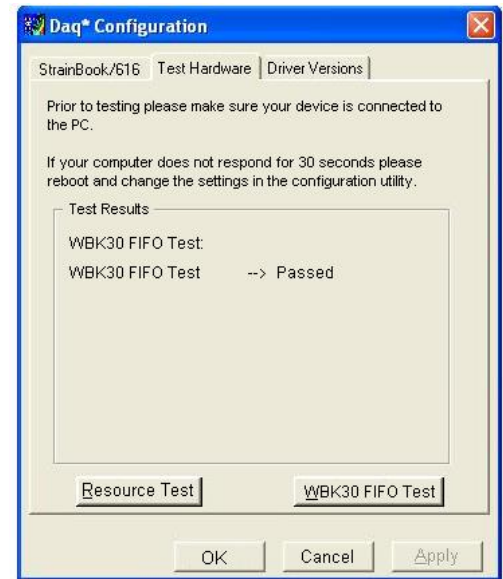 Daq* Configuration
StrainBook/616
Test Hardware
Driver Versions
Prior to testing please make sure your device is connected to
the PC.
If your computer does not respond for 30 seconds please
reboot and change the settings in the configuration utility.
Test Results
WBK30 FIFO Test:
WBK30 FIFO Test --> Passed
Resource Test
WBK30 FIFO Test
OK
Cancel
Apply